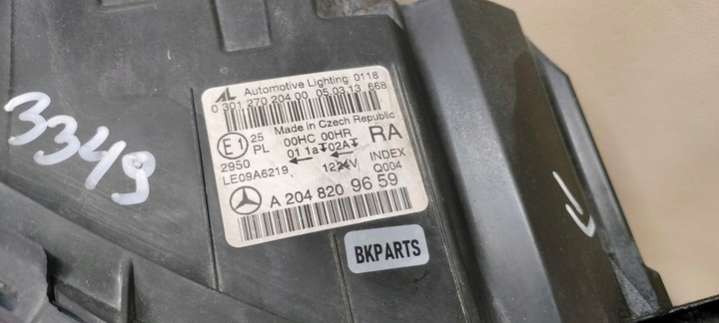 3349
AL Automotive Lighting 0118
0 301 270 204 00 05.03.13 668
E1 25 Made in Czech Republic
PL 00HC 00HR RA
2950 01 1a 02A
LE09A6219 1224V INDEX
Q004
A 204 820 96 59
BKPARTS